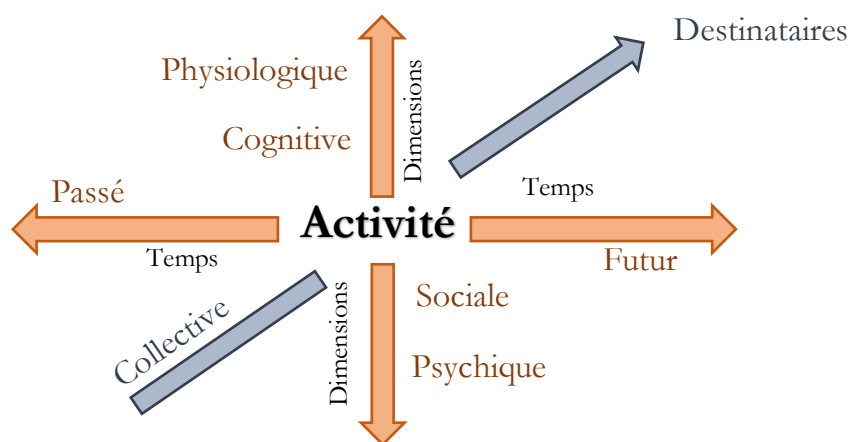 Destinataires
Physiologique
Dimensions
Cognitive
Passé
Temps
Activité
Temps
Futur
Collective
Dimensions
Sociale
Psychique